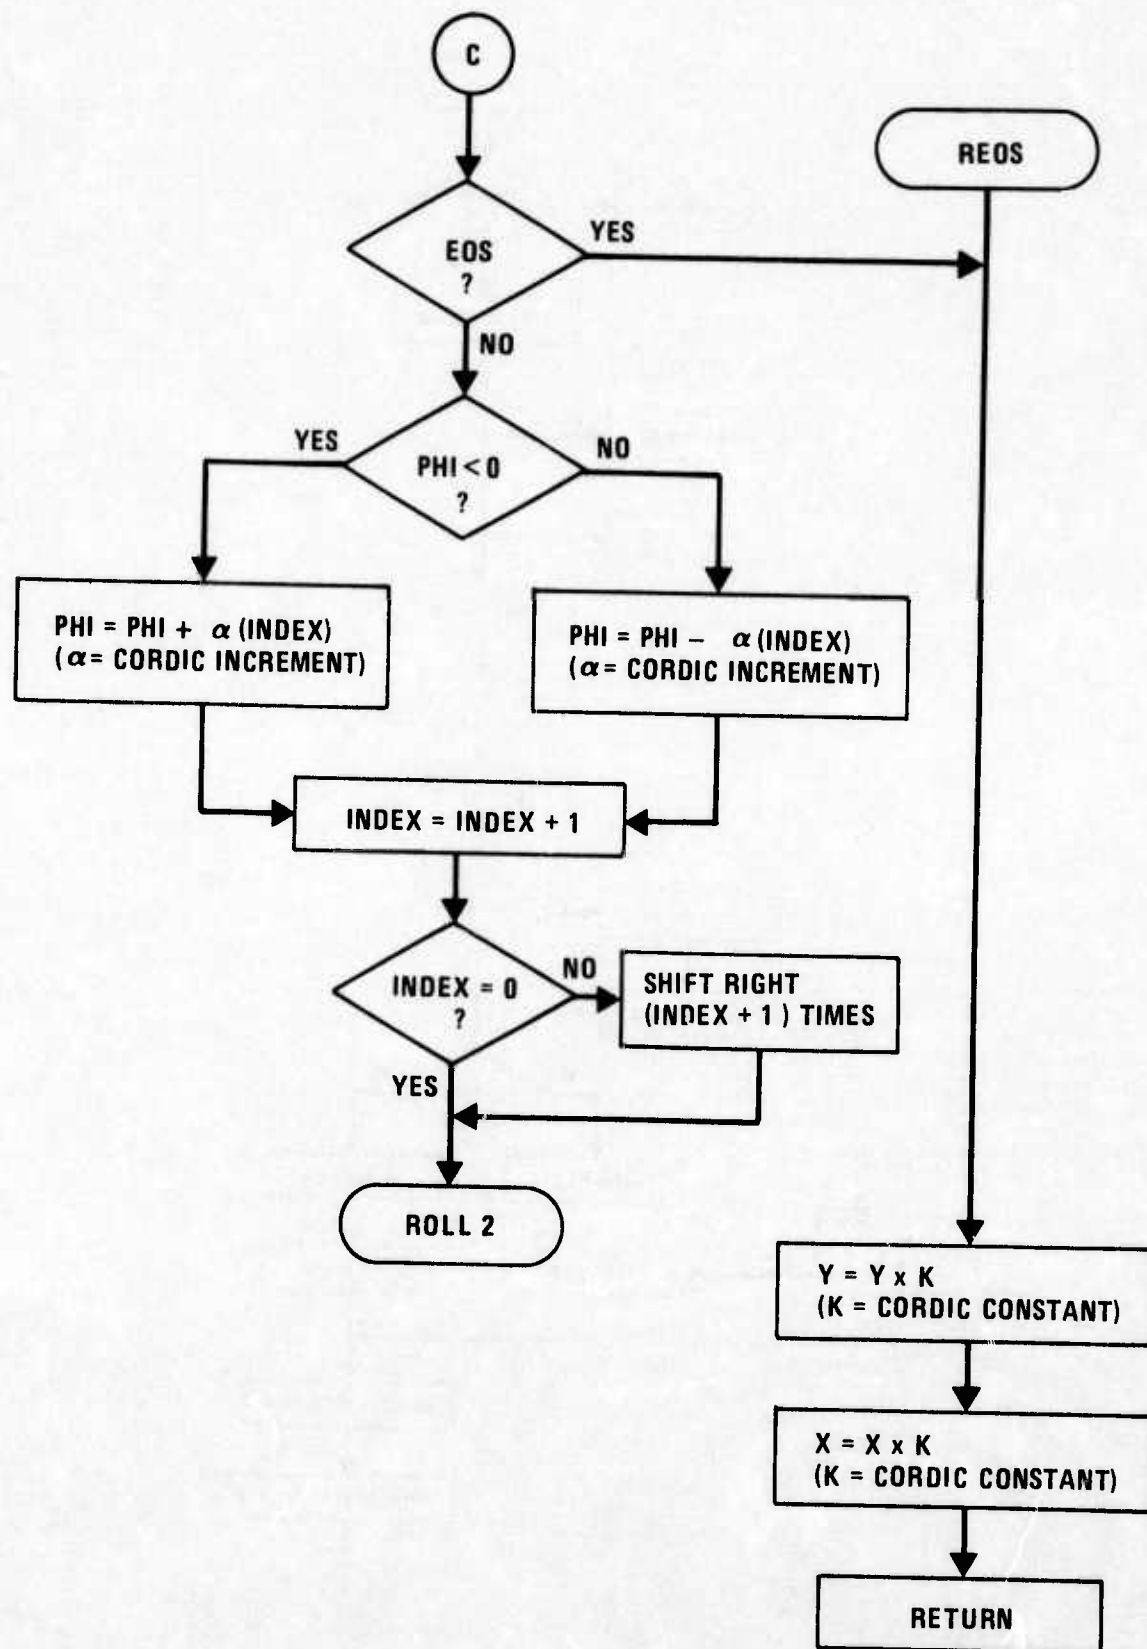 C
REOS
EOS
?
YES
NO
PHI < 0
?
YES
NO
PHI = PHI + α (INDEX)
(α = CORDIC INCREMENT)
PHI = PHI − α (INDEX)
(α = CORDIC INCREMENT)
INDEX = INDEX + 1
INDEX = 0
?
NO
SHIFT RIGHT
(INDEX + 1) TIMES
YES
ROLL 2
Y = Y x K
(K = CORDIC CONSTANT)
X = X x K
(K = CORDIC CONSTANT)
RETURN